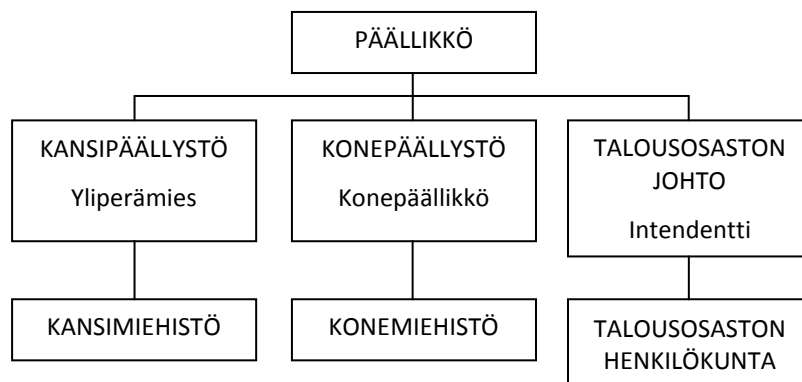 PÄÄLLIKKÖ
KANSIPÄÄLLYSTÖ
Yliperämies
KONEPÄÄLLYSTÖ
Konepäällikkö
TALOUSOSASTON
JOHTO
Intendentti
KANSIMIEHISTÖ
KONEMIEHISTÖ
TALOUSOSASTON
HENKILÖKUNTA